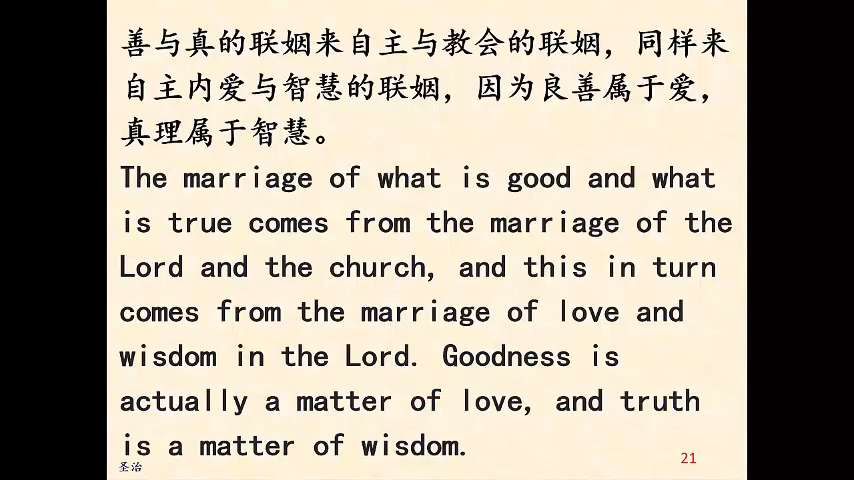 善与真的联姻来自主与教会的联姻，同样来
自主内爱与智慧的联姻，因为良善属于爱，
真理属于智慧。
The marriage of what is good and what
is true comes from the marriage of the
Lord and the church, and this in turn
comes from the marriage of love and
wisdom in the Lord. Goodness is
actually a matter of love, and truth
is a matter of wisdom.
圣治
21